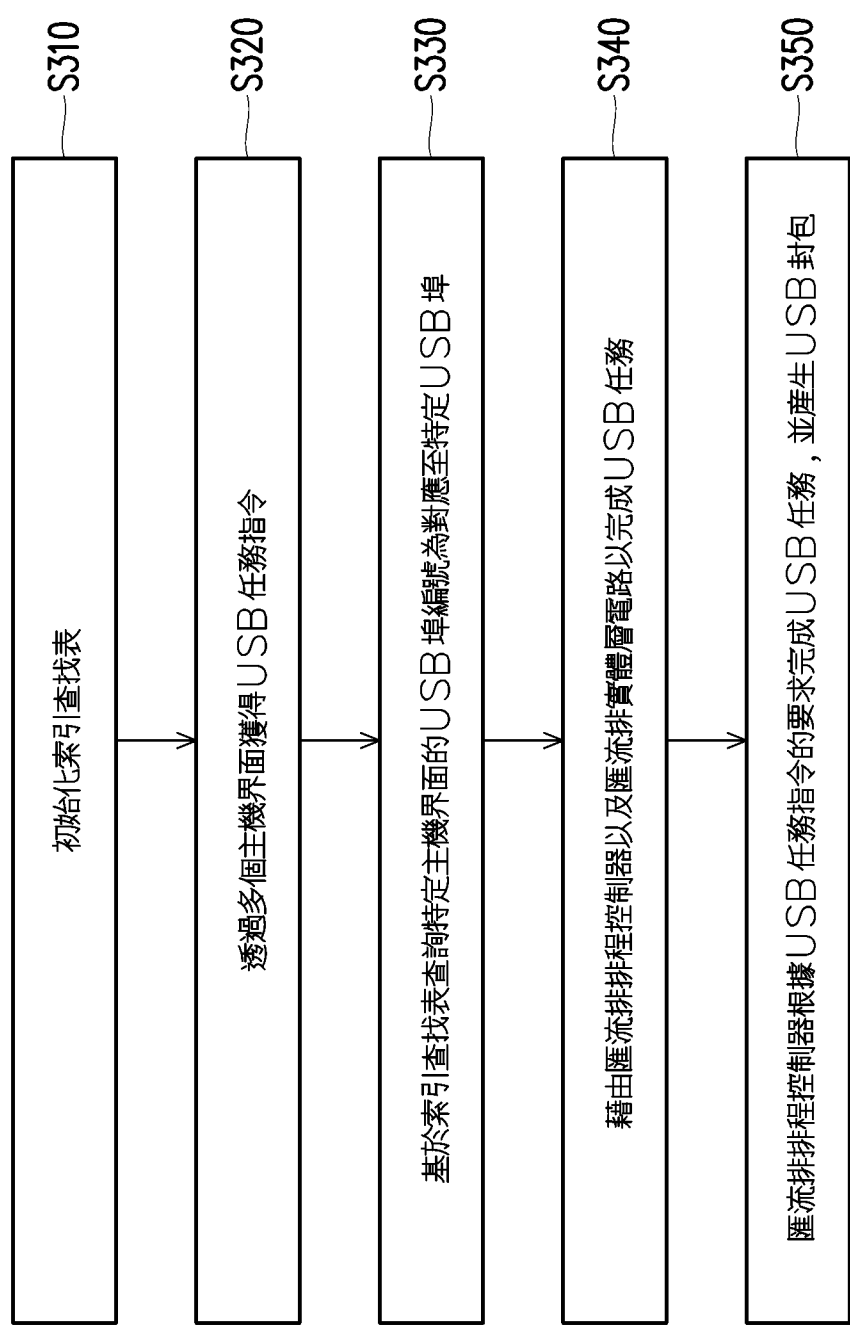 初始化索引查找表
S310
透過多個主機界面獲得USB任務指令
S320
基於索引查找表查詢特定主機界面的USB埠編號為對應至特定USB埠
S330
藉由匯流排排程控制器以及匯流排實體層電路以完成USB任務
S340
匯流排排程控制器根據USB任務指令的要求完成USB任務，並産生USB封包
S350